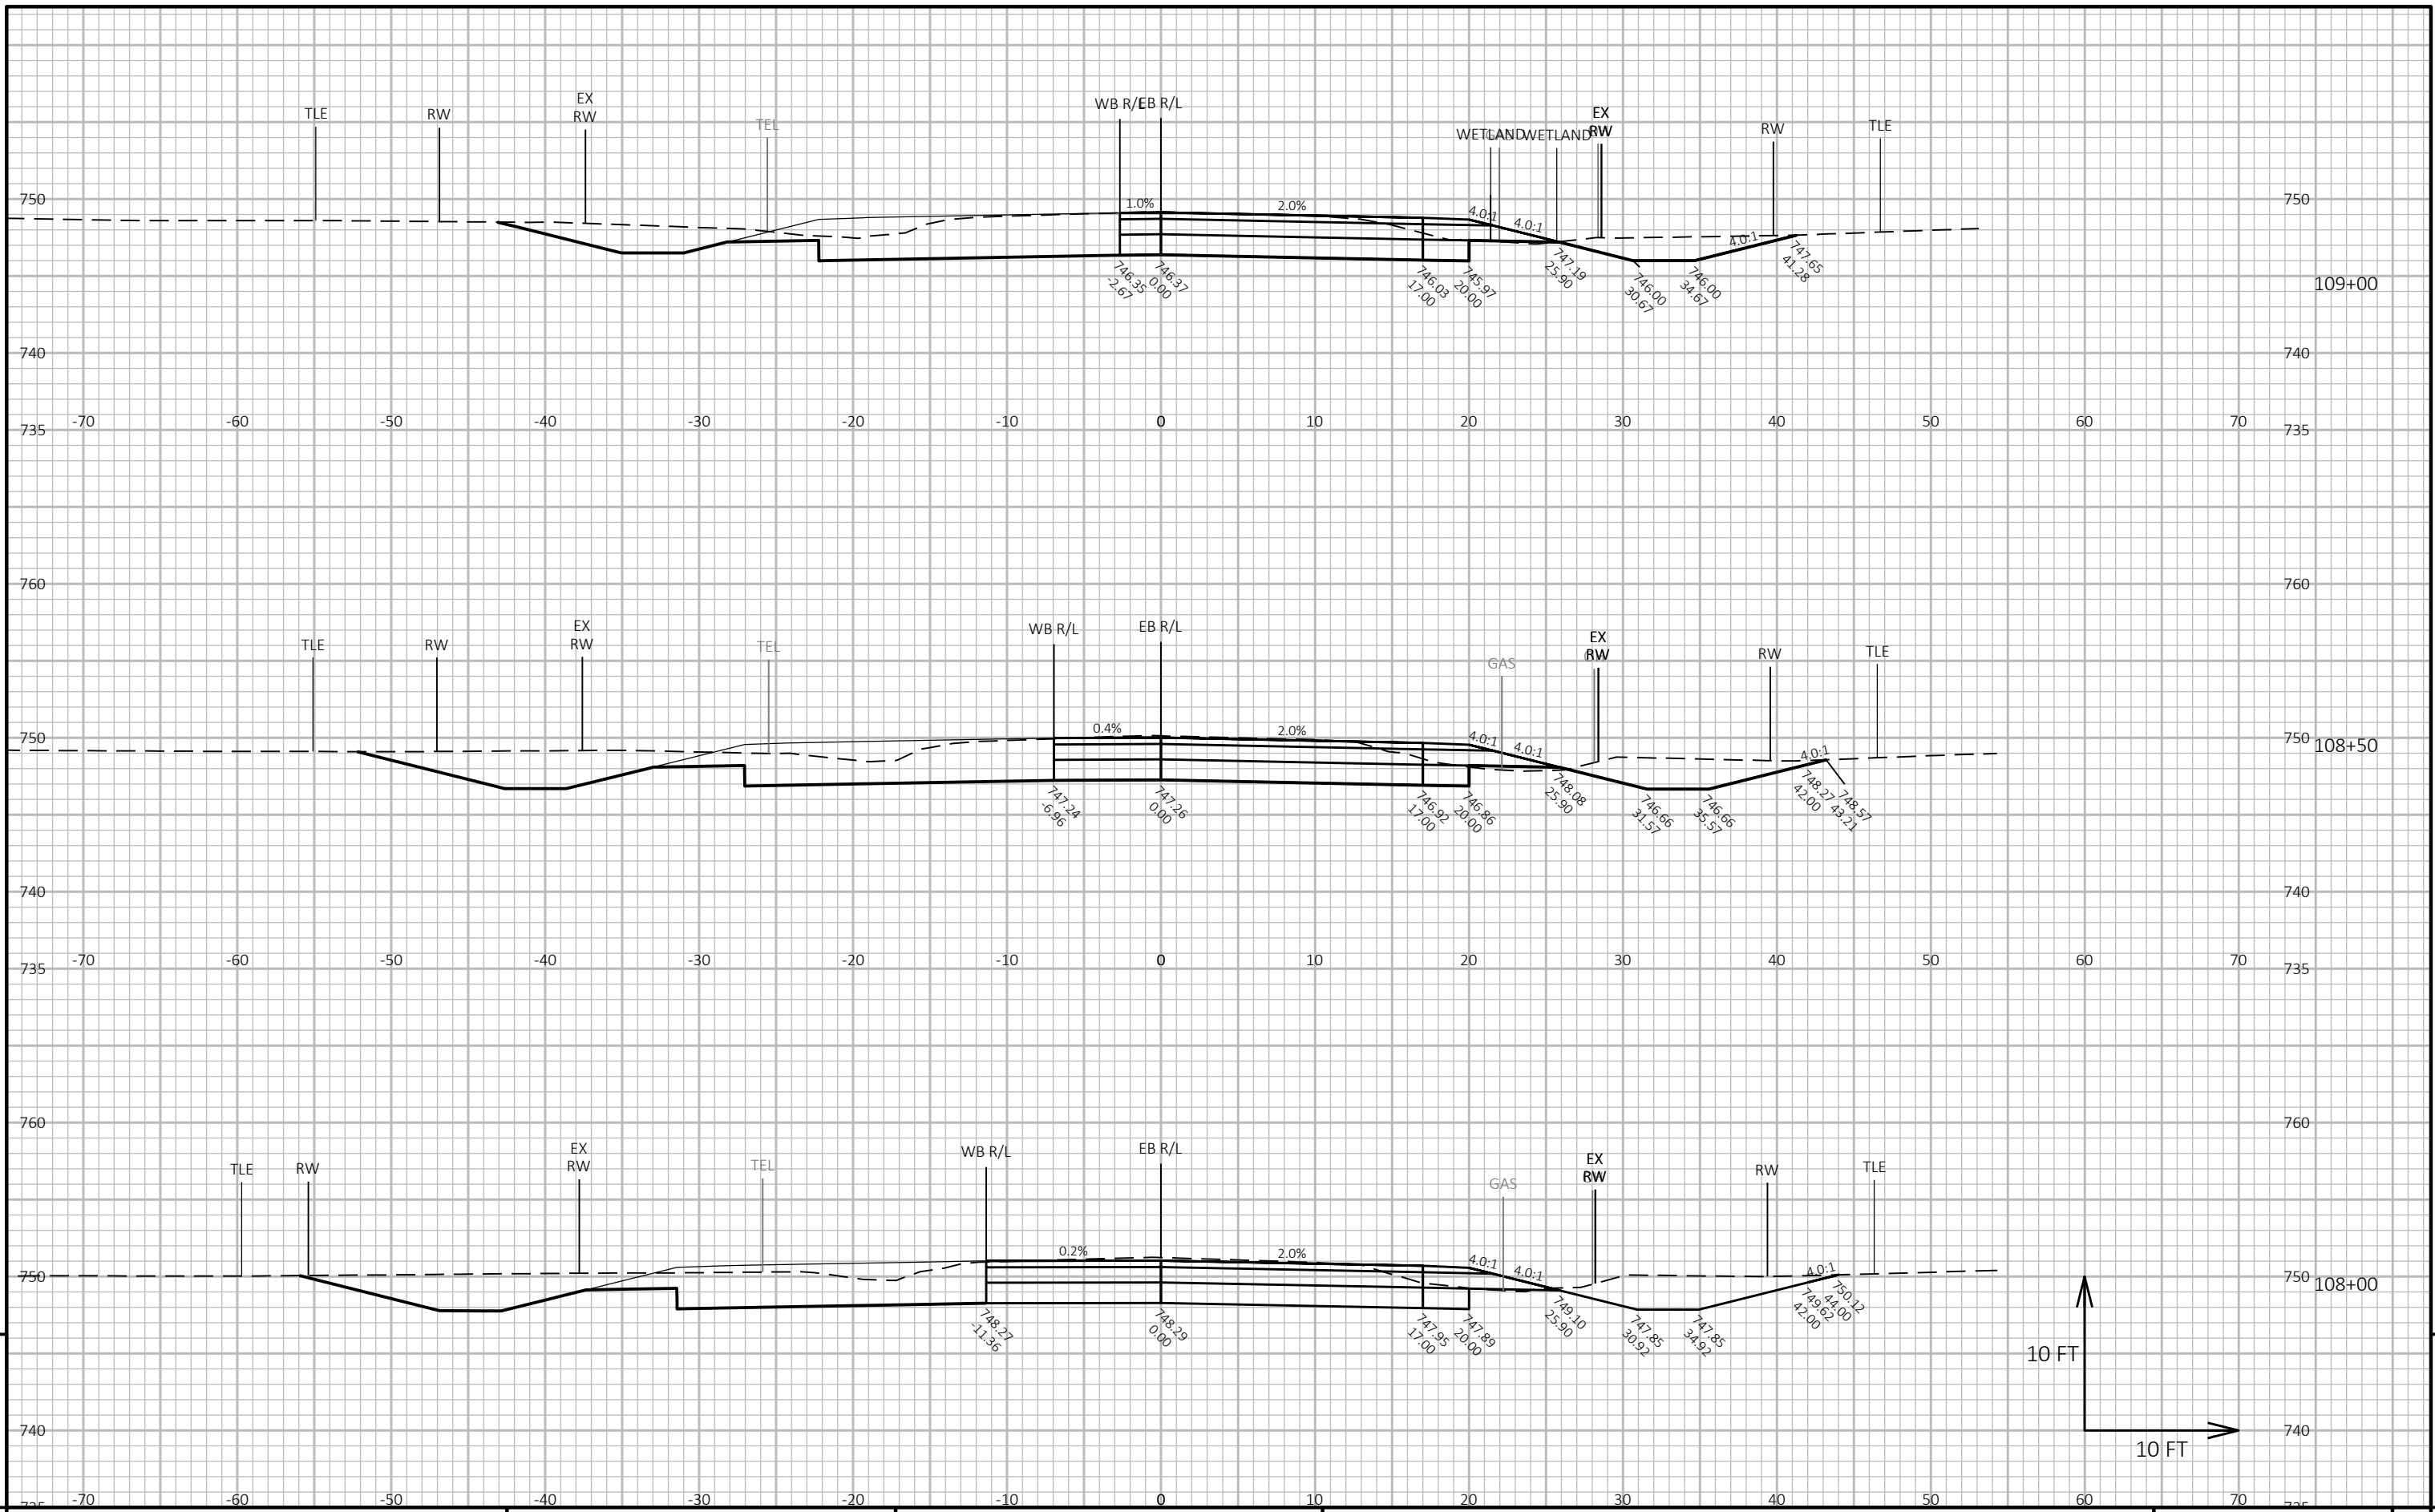 EX
EX
TLE RW RW TEL WB R/L EB R/L WETLAND GAS WETLAND RW RW TLE
750 1.0% 2.0% 4.0:1 4.0:1 4.0:1 750
746.35 746.37 746.03 745.97 747.19 746.00 746.00 747.65
-2.67 0.00 17.00 20.00 25.90 30.67 34.67 41.28
109+00
740 740
-70 -60 -50 -40 -30 -20 -10 0 10 20 30 40 50 60 70
735 735
760 760
EX EX
TLE RW RW TEL WB R/L EB R/L GAS RW RW TLE
750 0.4% 2.0% 4.0:1 4.0:1 4.0:1 750 108+50
747.24 747.26 746.92 746.86 748.08 746.66 746.66 748.27 748.57
-6.96 0.00 17.00 20.00 25.90 31.57 35.57 42.00 43.21
740 740
-70 -60 -50 -40 -30 -20 -10 0 10 20 30 40 50 60 70
735 735
760 760
EX EX
TLE RW RW TEL WB R/L EB R/L GAS RW RW TLE
750 0.2% 2.0% 4.0:1 4.0:1 4.0:1 750 108+00
748.27 748.29 747.95 747.89 749.10 747.85 747.85 749.62 750.12
-11.36 0.00 17.00 20.00 25.90 30.92 34.92 42.00 44.00
10 FT
740 740
10 FT
-70 -60 -50 -40 -30 -20 -10 0 10 20 30 40 50 60 70
735 735